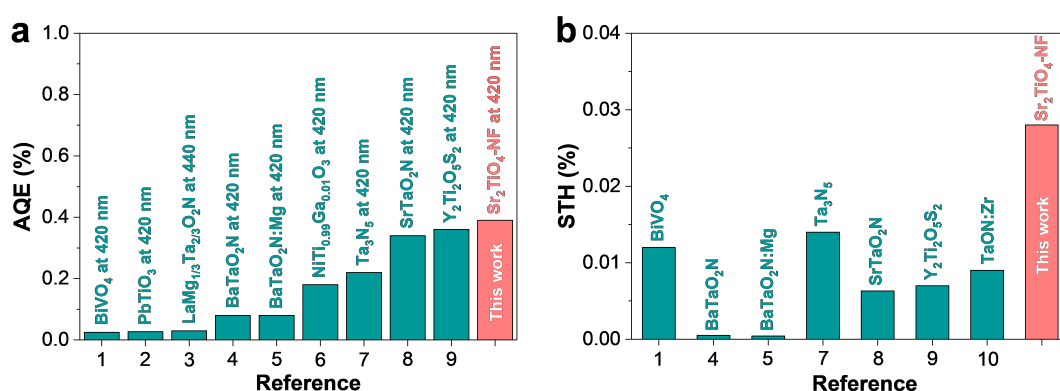 a
AQE (%)
1.0
0.8
0.6
0.4
0.2
0.0
BiVO₄ at 420 nm
PbTiO₃ at 420 nm
LaMg₁/₃Ta₂/₃O₂N at 440 nm
BaTaO₂N at 420 nm
BaTaO₂N:Mg at 420 nm
NiTi₀.₉₉Ga₀.₀₁O₃ at 420 nm
Ta₃N₅ at 420 nm
SrTaO₂N at 420 nm
Y₂Ti₂O₅S₂ at 420 nm
Sr₂TiO₄-NF at 420 nm
This work
1 2 3 4 5 6 7 8 9
Reference
b
STH (%)
0.04
0.03
0.02
0.01
0.00
BiVO₄
BaTaO₂N
BaTaO₂N:Mg
Ta₃N₅
SrTaO₂N
Y₂Ti₂O₅S₂
TaON:Zr
Sr₂TiO₄-NF
This work
1 4 5 7 8 9 10
Reference